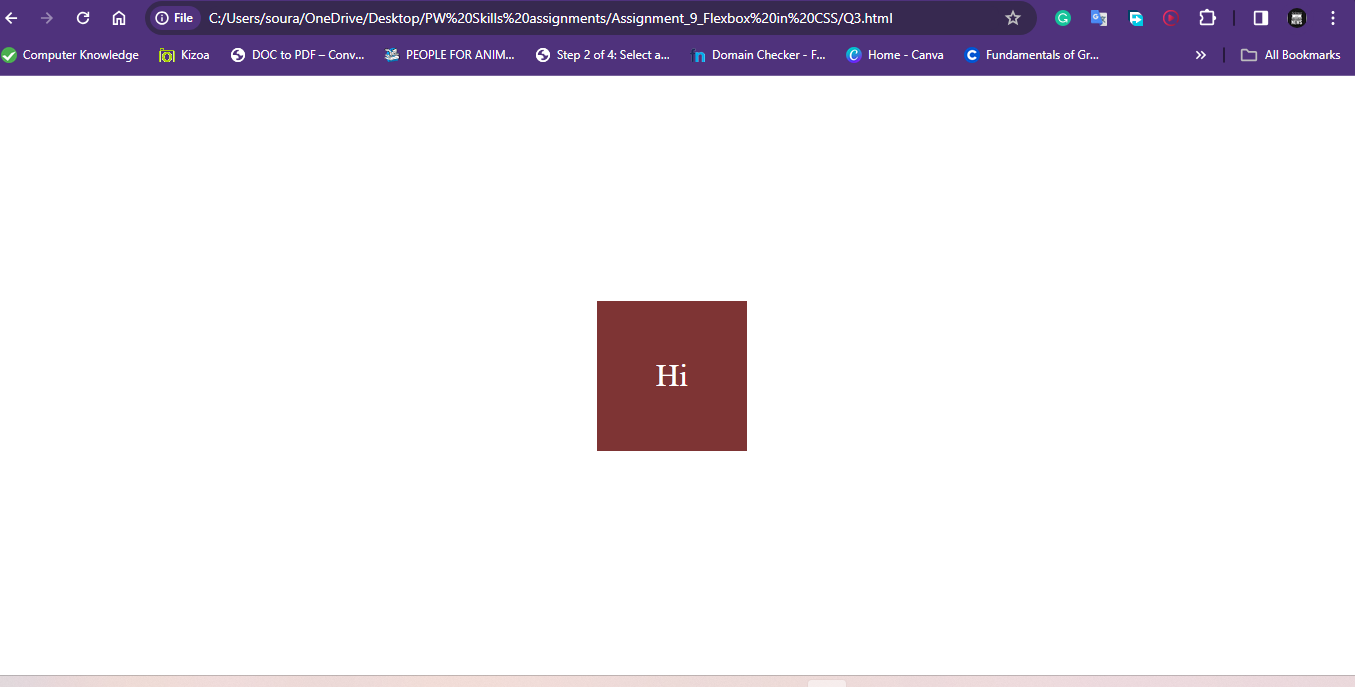 File C:/Users/soura/OneDrive/Desktop/PW%20Skills%20assignments/Assignment_9_Flexbox%20in%20CSS/Q3.html
Computer Knowledge Kizoa DOC to PDF – Conv... PEOPLE FOR ANIM... Step 2 of 4: Select a... Domain Checker - F... Home - Canva Fundamentals of Gr... » All Bookmarks
Hi